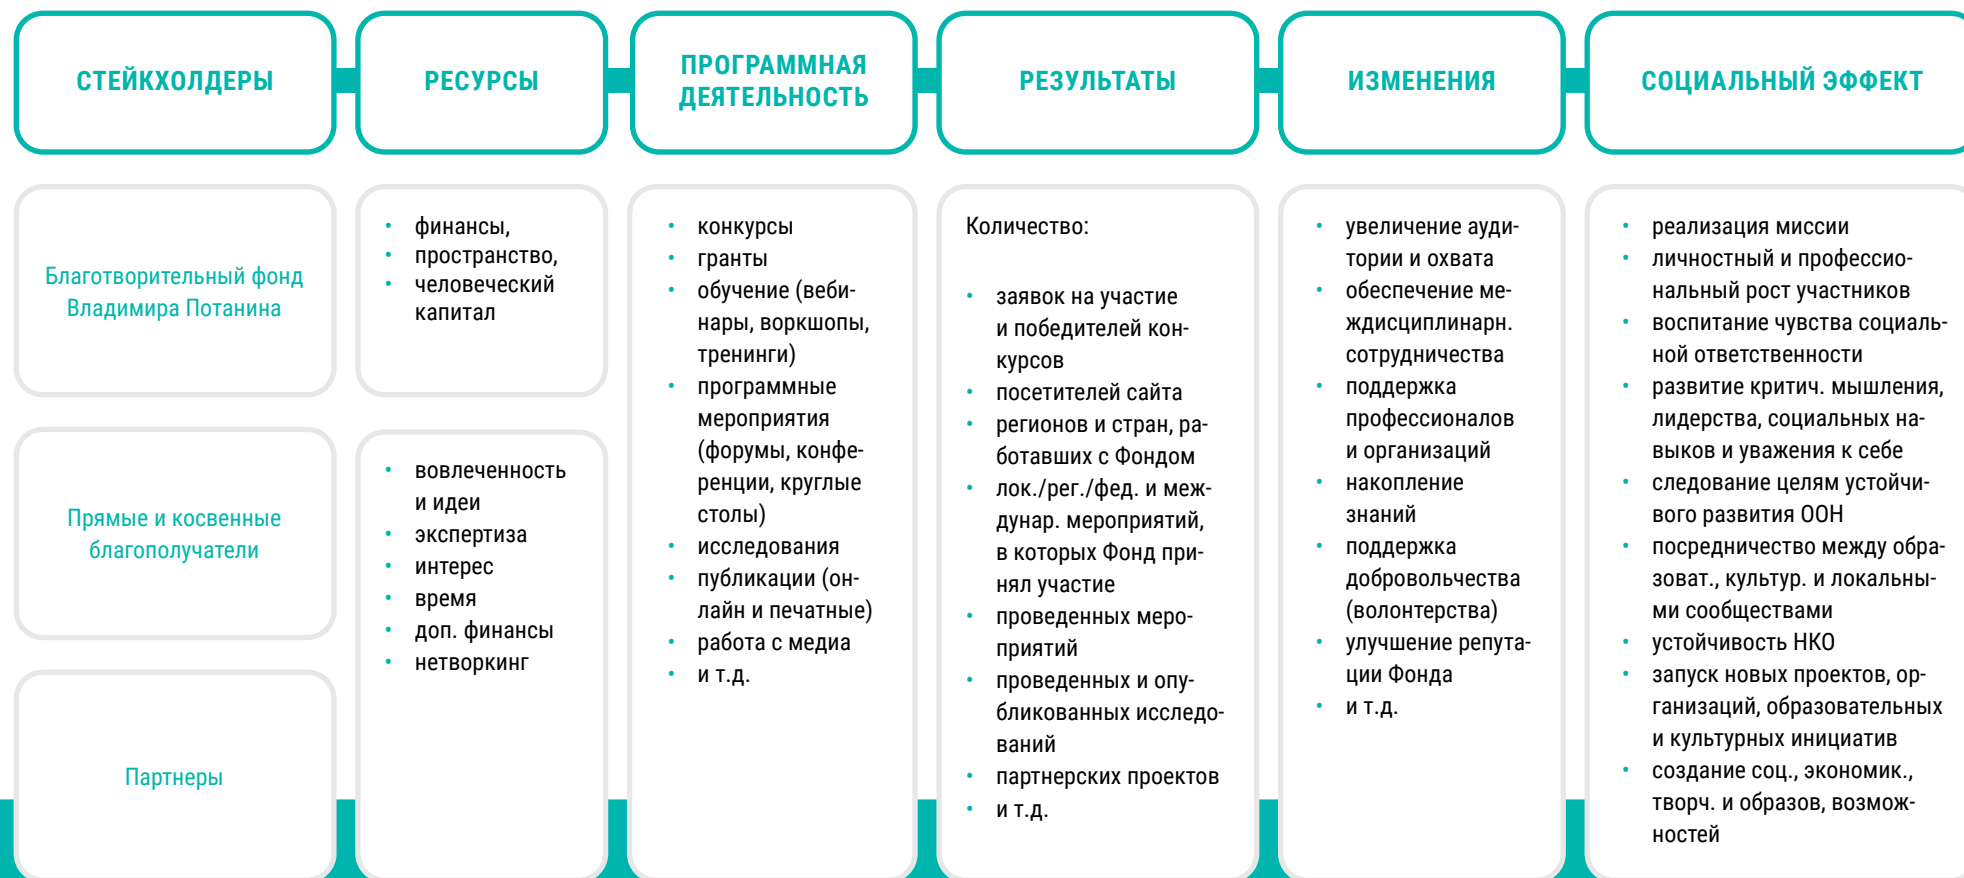 СТЕЙКХОЛДЕРЫ
РЕСУРСЫ
ПРОГРАММНАЯ
ДЕЯТЕЛЬНОСТЬ
РЕЗУЛЬТАТЫ
ИЗМЕНЕНИЯ
СОЦИАЛЬНЫЙ ЭФФЕКТ
Благотворительный фонд
Владимира Потанина
Прямые и косвенные
благополучатели
Партнеры
• финансы,
• пространство,
• человеческий
капитал
• вовлеченность
и идеи
• экспертиза
• интерес
• время
• доп. финансы
• нетворкинг
• конкурсы
• гранты
• обучение (веби-
нары, воркшопы,
тренинги)
• программные
мероприятия
(форумы, конфе-
ренции, круглые
столы)
• исследования
• публикации (он-
лайн и печатные)
• работа с медиа
• и т.д.
Количество:
• заявок на участие
и победителей кон-
курсов
• посетителей сайта
• регионов и стран, ра-
ботавших с Фондом
• лок./рег./фед. и меж-
дунар. мероприятий,
в которых Фонд при-
нял участие
• проведенных меро-
приятий
• проведенных и опу-
бликованных исследо-
ваний
• партнерских проектов
• и т.д.
• увеличение ауди-
тории и охвата
• обеспечение ме-
ждисциплинарн.
сотрудничества
• поддержка
профессионалов
и организаций
• накопление
знаний
• поддержка
добровольчества
(волонтерства)
• улучшение репута-
ции Фонда
• и т.д.
• реализация миссии
• личностный и профессио-
нальный рост участников
• воспитание чувства социаль-
ной ответственности
• развитие критич. мышления,
лидерства, социальных на-
выков и уважения к себе
• следование целям устойчи-
вого развития ООН
• посредничество между обра-
зоват., культур. и локальны-
ми сообществами
• устойчивость НКО
• запуск новых проектов, ор-
ганизаций, образовательных
и культурных инициатив
• создание соц., экономик.,
творч. и образов, возмож-
ностей